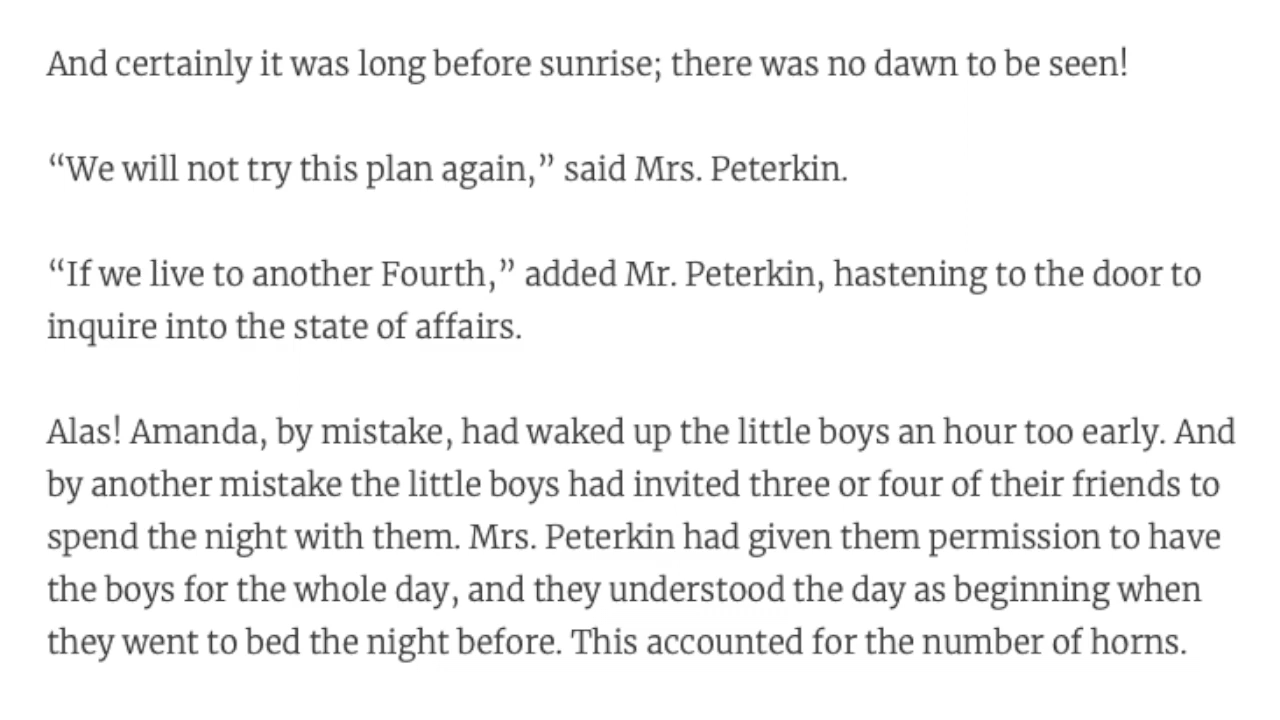 And certainly it was long before sunrise; there was no dawn to be seen!
“We will not try this plan again,” said Mrs. Peterkin.
“If we live to another Fourth,” added Mr. Peterkin, hastening to the door to
inquire into the state of affairs.
Alas! Amanda, by mistake, had waked up the little boys an hour too early. And
by another mistake the little boys had invited three or four of their friends to
spend the night with them. Mrs. Peterkin had given them permission to have
the boys for the whole day, and they understood the day as beginning when
they went to bed the night before. This accounted for the number of horns.